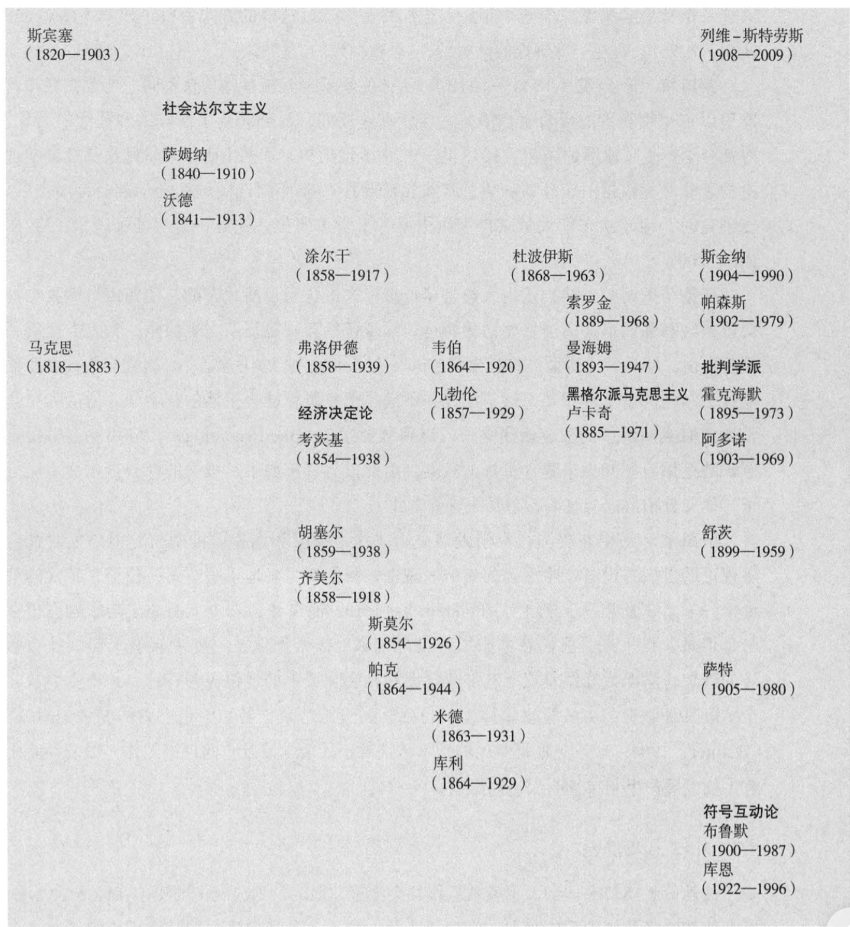 斯宾塞
（1820—1903）
列维–斯特劳斯
（1908—2009）
社会达尔文主义
萨姆纳
（1840—1910）
沃德
（1841—1913）
涂尔干
（1858—1917）
杜波伊斯
（1868—1963）
斯金纳
（1904—1990）
索罗金
（1889—1968）
帕森斯
（1902—1979）
马克思
（1818—1883）
弗洛伊德
（1858—1939）
韦伯
（1864—1920）
曼海姆
（1893—1947）
批判学派
凡勃伦
（1857—1929）
黑格尔派马克思主义
卢卡奇
（1885—1971）
霍克海默
（1895—1973）
经济决定论
考茨基
（1854—1938）
阿多诺
（1903—1969）
胡塞尔
（1859—1938）
舒茨
（1899—1959）
齐美尔
（1858—1918）
斯莫尔
（1854—1926）
帕克
（1864—1944）
萨特
（1905—1980）
米德
（1863—1931）
库利
（1864—1929）
符号互动论
布鲁默
（1900—1987）
库恩
（1922—1996）